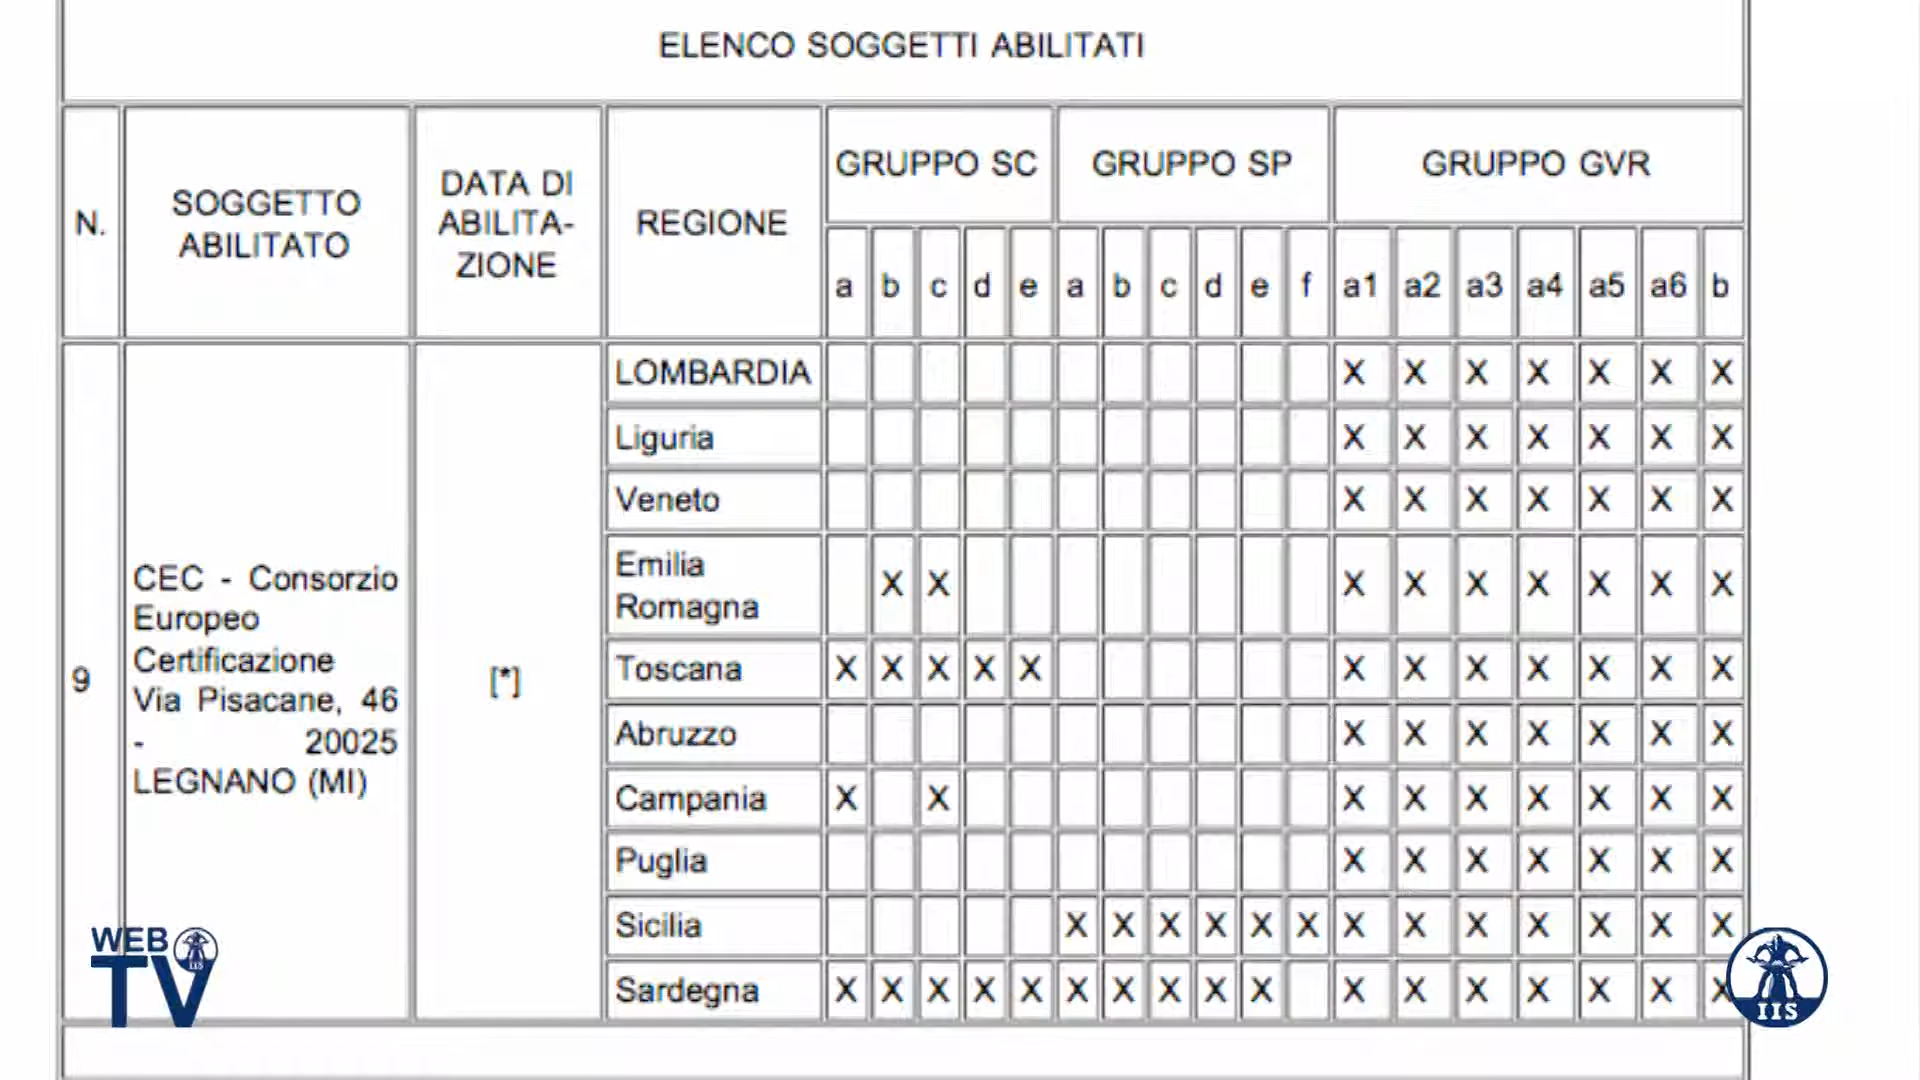 ELENCO SOGGETTI ABILITATI
N.
SOGGETTO
ABILITATO
DATA DI
ABILITA-
ZIONE
REGIONE
GRUPPO SC
GRUPPO SP
GRUPPO GVR
a b c d e a b c d e f a1 a2 a3 a4 a5 a6 b
9
CEC - Consorzio
Europeo
Certificazione
Via Pisacane, 46
- 20025
LEGNANO (MI)
[*]
LOMBARDIA X X X X X X X
Liguria X X X X X X X
Veneto X X X X X X X
Emilia
Romagna X X X X X X X X X
Toscana X X X X X X X X X X X X
Abruzzo X X X X X X X
Campania X X X X X X X X X
Puglia X X X X X X X
Sicilia X X X X X X X X X X X X X
Sardegna X X X X X X X X X X X X X X X X X
WEB
TV
IIS
IIS